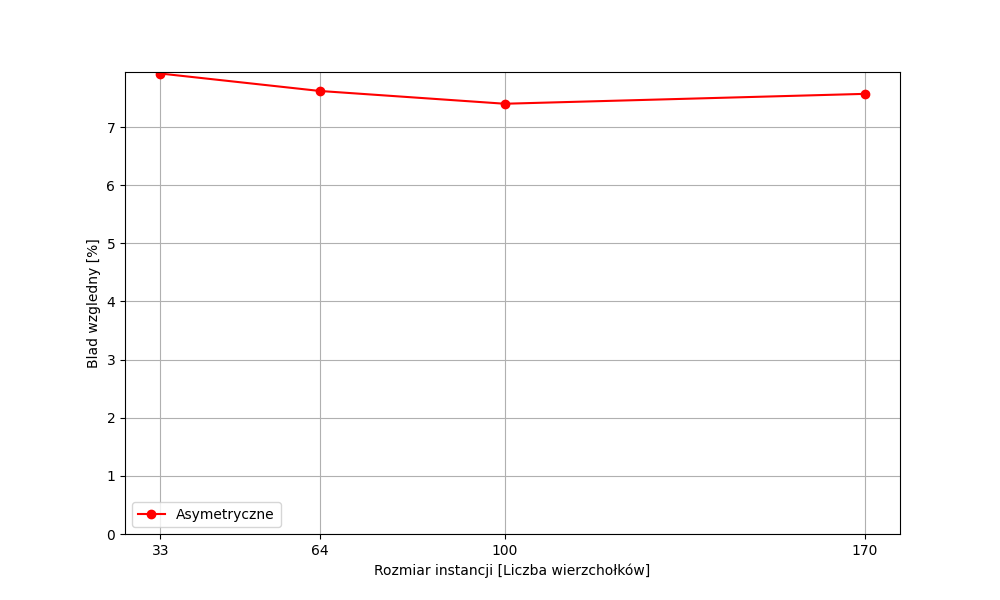 7
6
5
4
3
2
1
0
Blad wzgledny [%]
Asymetryczne
33 64 100 170
Rozmiar instancji [Liczba wierzchołków]